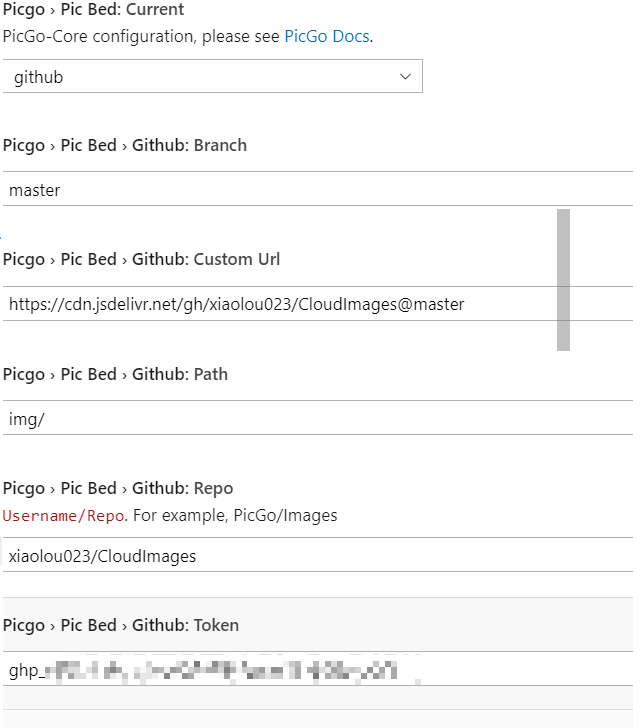 Picgo › Pic Bed: Current
PicGo-Core configuration, please see PicGo Docs.
github
Picgo › Pic Bed › Github: Branch
master
Picgo › Pic Bed › Github: Custom Url
https://cdn.jsdelivr.net/gh/xiaolou023/CloudImages@master
Picgo › Pic Bed › Github: Path
img/
Picgo › Pic Bed › Github: Repo
Username/Repo. For example, PicGo/Images
xiaolou023/CloudImages
Picgo › Pic Bed › Github: Token
ghp_